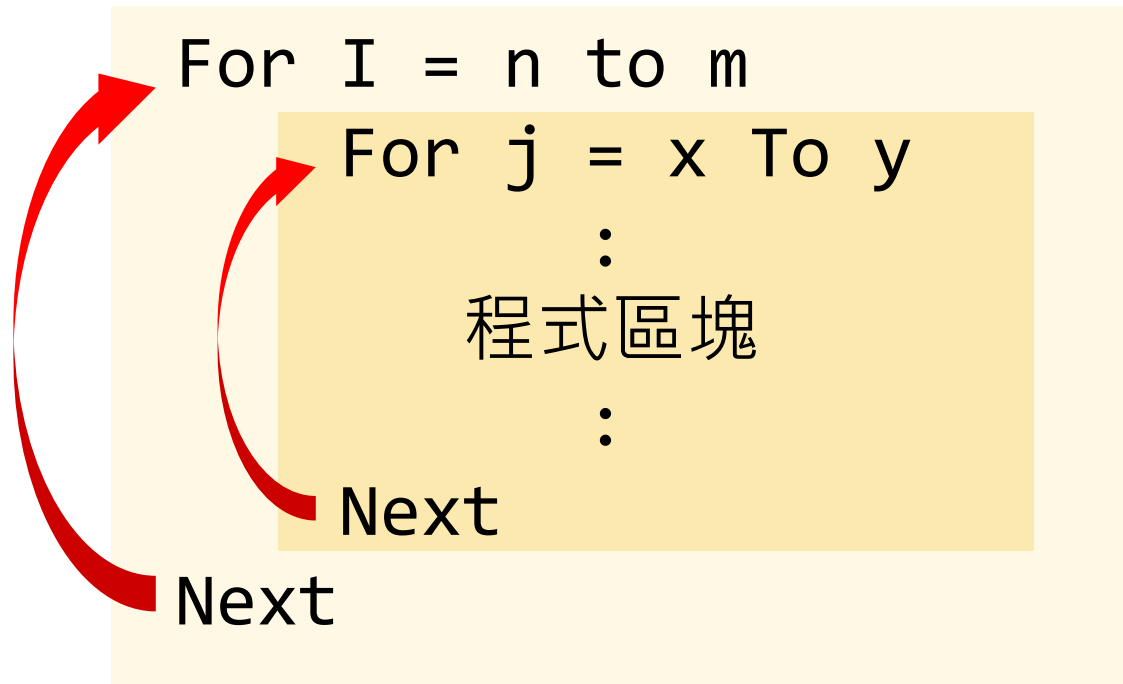 For I = n to m
For j = x To y
:
程式區塊
:
Next
Next